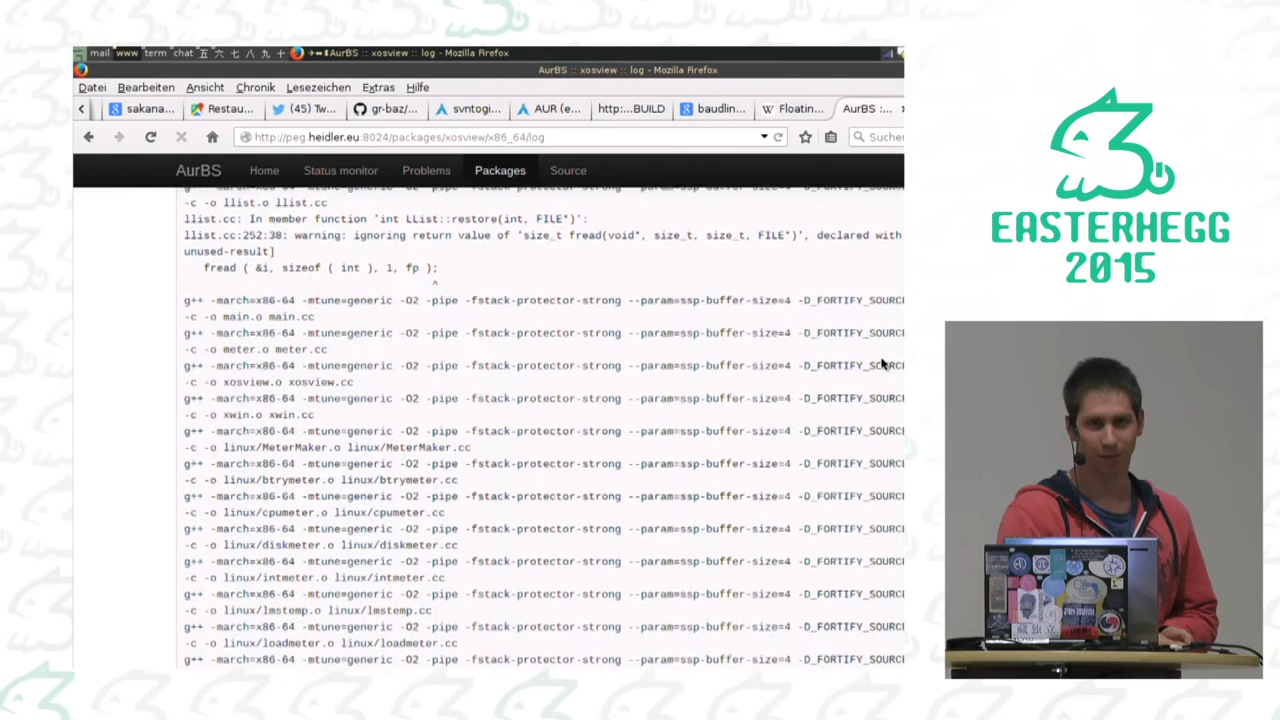 mail www term chat 五 六 七 八 九 十 AurBS :: xosview :: log - Mozilla Firefox
AurBS :: xosview :: log - Mozilla Firefox
Datei Bearbeiten Ansicht Chronik Lesezeichen Extras Hilfe
sakana... Restau... (45) Tw... gr-baz/... svntogi... AUR (e... http:...BUILD baudlin... Floatin... AurBS :...
http://peg.heidler.eu:8024/packages/xosview/x86_64/log Suchen
AurBS Home Status monitor Problems Packages Source
-c -o llist.o llist.cc
llist.cc: In member function 'int LList::restore(int, FILE*)':
llist.cc:252:38: warning: ignoring return value of 'size_t fread(void*, size_t, size_t, FILE*)', declared with
unused-result]
fread ( &i, sizeof ( int ), 1, fp );
^
g++ -march=x86-64 -mtune=generic -O2 -pipe -fstack-protector-strong --param=ssp-buffer-size=4 -D_FORTIFY_SOURCE
-c -o main.o main.cc
g++ -march=x86-64 -mtune=generic -O2 -pipe -fstack-protector-strong --param=ssp-buffer-size=4 -D_FORTIFY_SOURCE
-c -o meter.o meter.cc
g++ -march=x86-64 -mtune=generic -O2 -pipe -fstack-protector-strong --param=ssp-buffer-size=4 -D_FORTIFY_SOURCE
-c -o xosview.o xosview.cc
g++ -march=x86-64 -mtune=generic -O2 -pipe -fstack-protector-strong --param=ssp-buffer-size=4 -D_FORTIFY_SOURCE
-c -o xwin.o xwin.cc
g++ -march=x86-64 -mtune=generic -O2 -pipe -fstack-protector-strong --param=ssp-buffer-size=4 -D_FORTIFY_SOURCE
-c -o linux/MeterMaker.o linux/MeterMaker.cc
g++ -march=x86-64 -mtune=generic -O2 -pipe -fstack-protector-strong --param=ssp-buffer-size=4 -D_FORTIFY_SOURCE
-c -o linux/btrymeter.o linux/btrymeter.cc
g++ -march=x86-64 -mtune=generic -O2 -pipe -fstack-protector-strong --param=ssp-buffer-size=4 -D_FORTIFY_SOURCE
-c -o linux/cpumeter.o linux/cpumeter.cc
g++ -march=x86-64 -mtune=generic -O2 -pipe -fstack-protector-strong --param=ssp-buffer-size=4 -D_FORTIFY_SOURCE
-c -o linux/diskmeter.o linux/diskmeter.cc
g++ -march=x86-64 -mtune=generic -O2 -pipe -fstack-protector-strong --param=ssp-buffer-size=4 -D_FORTIFY_SOURCE
-c -o linux/intmeter.o linux/intmeter.cc
g++ -march=x86-64 -mtune=generic -O2 -pipe -fstack-protector-strong --param=ssp-buffer-size=4 -D_FORTIFY_SOURCE
-c -o linux/lmstemp.o linux/lmstemp.cc
g++ -march=x86-64 -mtune=generic -O2 -pipe -fstack-protector-strong --param=ssp-buffer-size=4 -D_FORTIFY_SOURCE
-c -o linux/loadmeter.o linux/loadmeter.cc
g++ -march=x86-64 -mtune=generic -O2 -pipe -fstack-protector-strong --param=ssp-buffer-size=4 -D_FORTIFY_SOURCE
EASTERHEGG
2015
藏独立